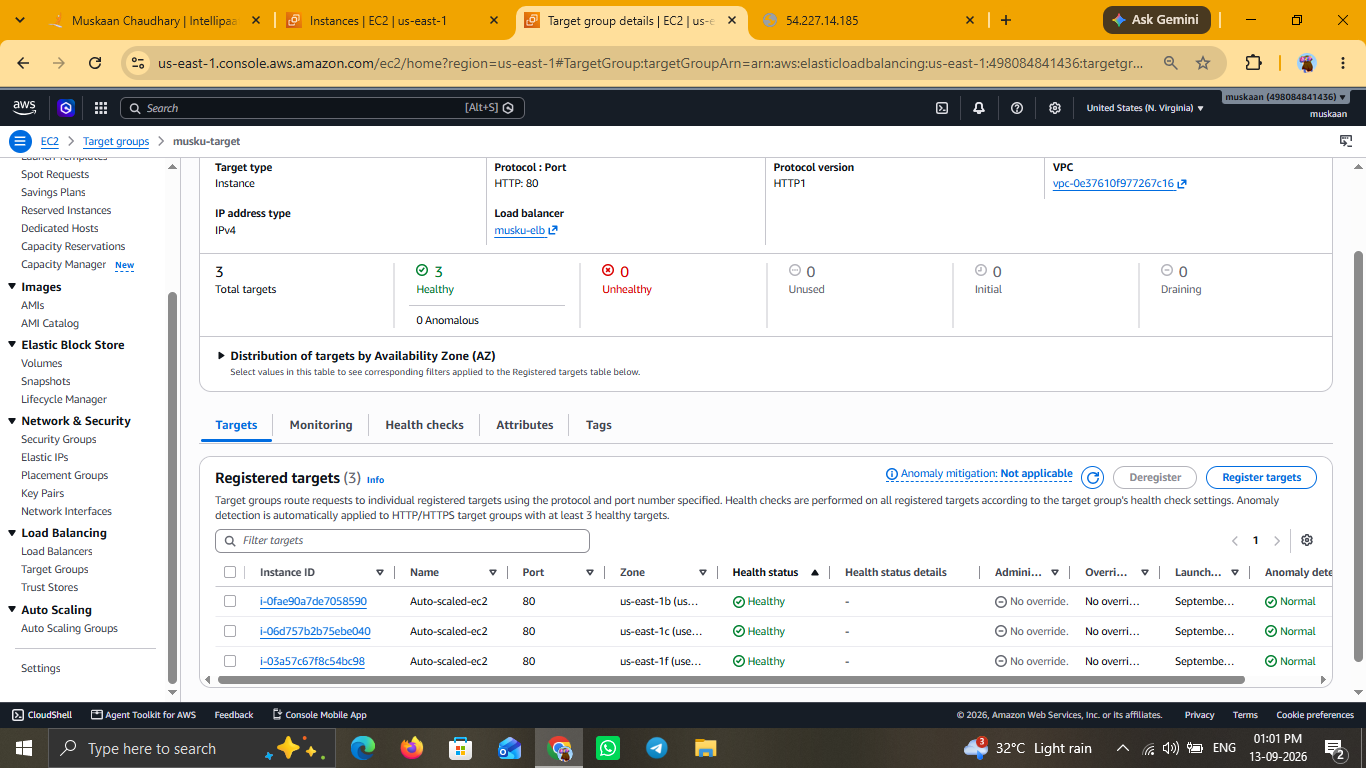 Muskaan Chaudhary | Intellipaa
Instances | EC2 | us-east-1
Target group details | EC2 | us-e
54.227.14.185
Ask Gemini
us-east-1.console.aws.amazon.com/ec2/home?region=us-east-1#TargetGroup:targetGroupArn=arn:aws:elasticloadbalancing:us-east-1:498084841436:targetgr...
aws
Search
[Alt+S]
United States (N. Virginia)
muskaan (498084841436)
muskaan
EC2
Target groups
musku-target
Launch Templates
Spot Requests
Savings Plans
Reserved Instances
Dedicated Hosts
Capacity Reservations
Capacity Manager New
Images
AMIs
AMI Catalog
Elastic Block Store
Volumes
Snapshots
Lifecycle Manager
Network & Security
Security Groups
Elastic IPs
Placement Groups
Key Pairs
Network Interfaces
Load Balancing
Load Balancers
Target Groups
Trust Stores
Auto Scaling
Auto Scaling Groups
Settings
Target type
Instance
Protocol : Port
HTTP: 80
Protocol version
HTTP1
VPC
vpc-0e37610f977267c16
IP address type
IPv4
Load balancer
musku-elb
3
Total targets
3
Healthy
0 Anomalous
0
Unhealthy
0
Unused
0
Initial
0
Draining
Distribution of targets by Availability Zone (AZ)
Select values in this table to see corresponding filters applied to the Registered targets table below.
Targets
Monitoring
Health checks
Attributes
Tags
Registered targets (3) Info
Anomaly mitigation: Not applicable
Deregister
Register targets
Target groups route requests to individual registered targets using the protocol and port number specified. Health checks are performed on all registered targets according to the target group's health check settings. Anomaly
detection is automatically applied to HTTP/HTTPS target groups with at least 3 healthy targets.
Filter targets
1
Instance ID Name Port Zone Health status Health status details Admini... Overri... Launch... Anomaly dete
i-0fae90a7de7058590 Auto-scaled-ec2 80 us-east-1b (us... Healthy - No override. No overri... Septembe... Normal
i-06d757b2b75ebe040 Auto-scaled-ec2 80 us-east-1c (use... Healthy - No override. No overri... Septembe... Normal
i-03a57c67f8c54bc98 Auto-scaled-ec2 80 us-east-1f (use... Healthy - No override. No overri... Septembe... Normal
CloudShell
Agent Toolkit for AWS
Feedback
Console Mobile App
© 2026, Amazon Web Services, Inc. or its affiliates.
Privacy
Terms
Cookie preferences
Type here to search
3
32°C Light rain
ENG
01:01 PM
13-09-2026
2